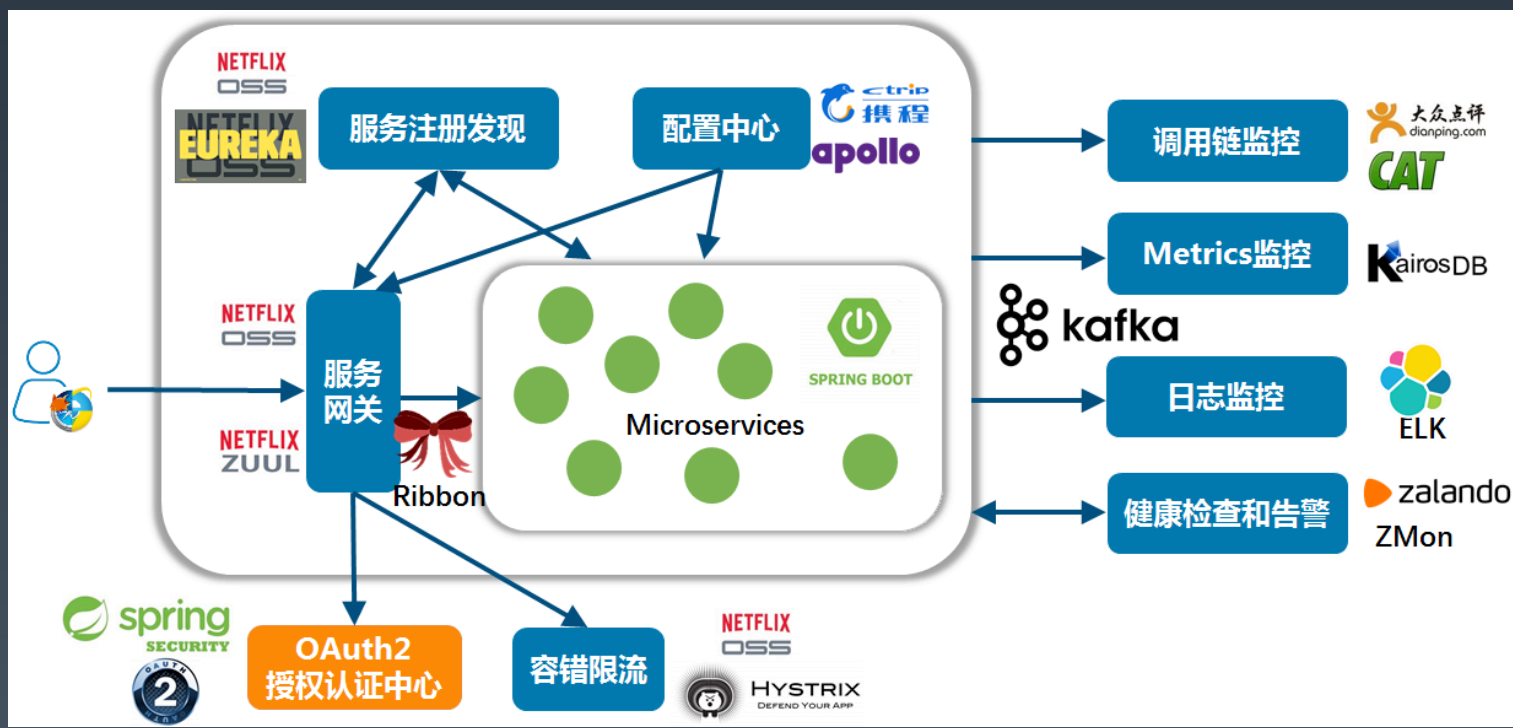 NETFLIX
OSS
NETFLIX
EUREKA
OSS
服务注册发现
配置中心
ctrip
携程
apollo
调用链监控
大众点评
dianping.com
CAT
Metrics监控
KairosDB
kafka
NETFLIX
OSS
服务
网关
NETFLIX
ZUUL
Ribbon
SPRING BOOT
Microservices
日志监控
ELK
健康检查和告警
zalando
ZMon
spring
SECURITY
OAUTH
2
OAUTH
OAuth2
授权认证中心
容错限流
NETFLIX
OSS
HYSTRIX
DEFEND YOUR APP